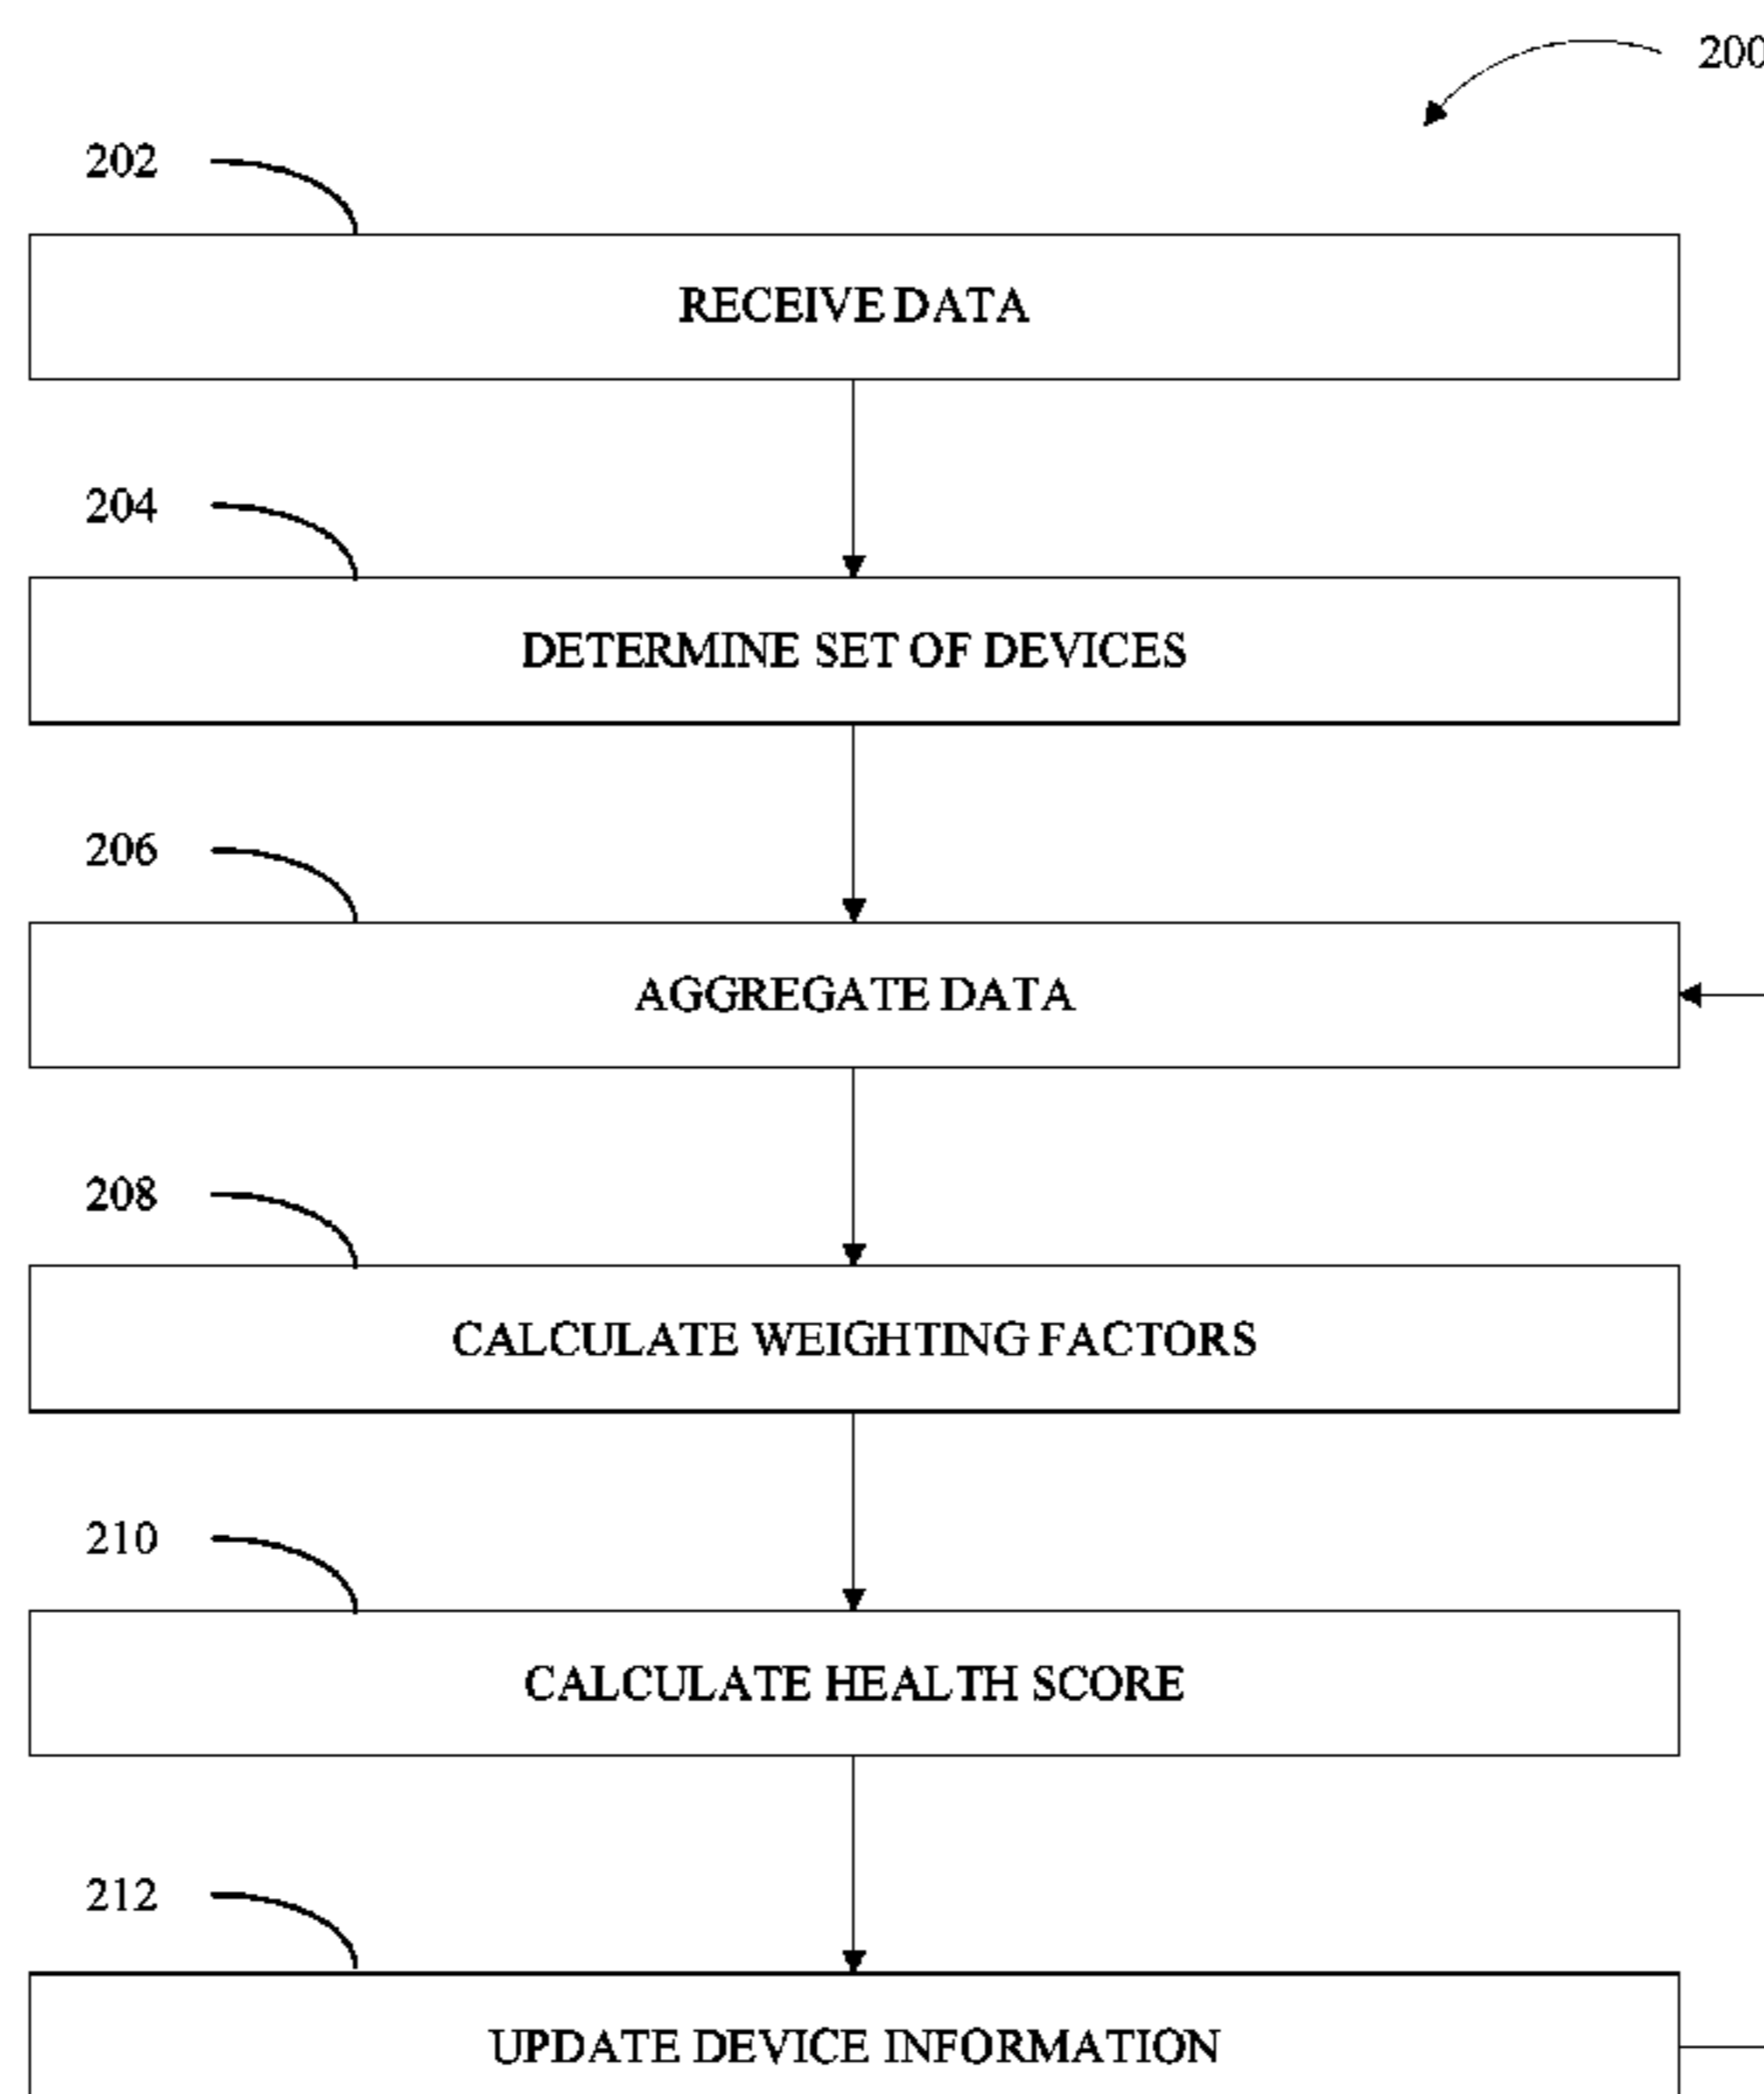 200
202
RECEIVE DATA
204
DETERMINE SET OF DEVICES
206
AGGREGATE DATA
208
CALCULATE WEIGHTING FACTORS
210
CALCULATE HEALTH SCORE
212
UPDATE DEVICE INFORMATION